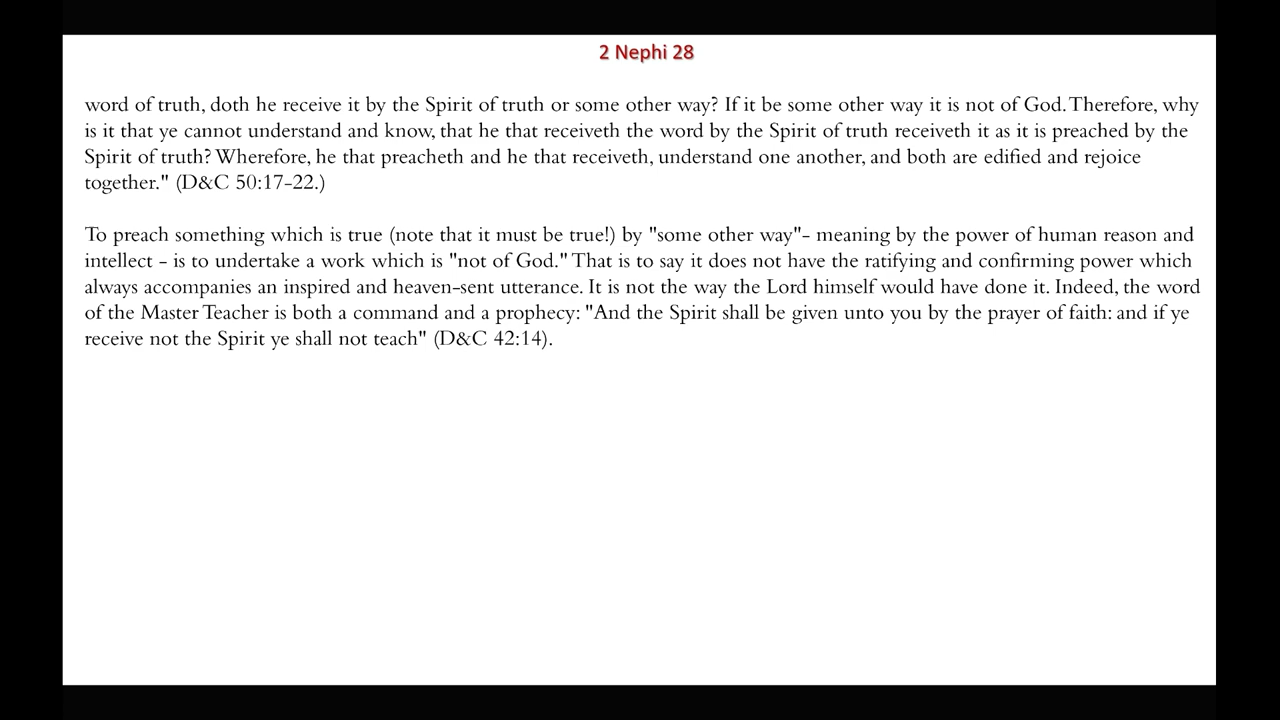 2 Nephi 28
word of truth, doth he receive it by the Spirit of truth or some other way? If it be some other way it is not of God. Therefore, why
is it that ye cannot understand and know, that he that receiveth the word by the Spirit of truth receiveth it as it is preached by the
Spirit of truth? Wherefore, he that preacheth and he that receiveth, understand one another, and both are edified and rejoice
together." (D&C 50:17-22.)
To preach something which is true (note that it must be true!) by "some other way"- meaning by the power of human reason and
intellect - is to undertake a work which is "not of God." That is to say it does not have the ratifying and confirming power which
always accompanies an inspired and heaven-sent utterance. It is not the way the Lord himself would have done it. Indeed, the word
of the Master Teacher is both a command and a prophecy: "And the Spirit shall be given unto you by the prayer of faith: and if ye
receive not the Spirit ye shall not teach" (D&C 42:14).